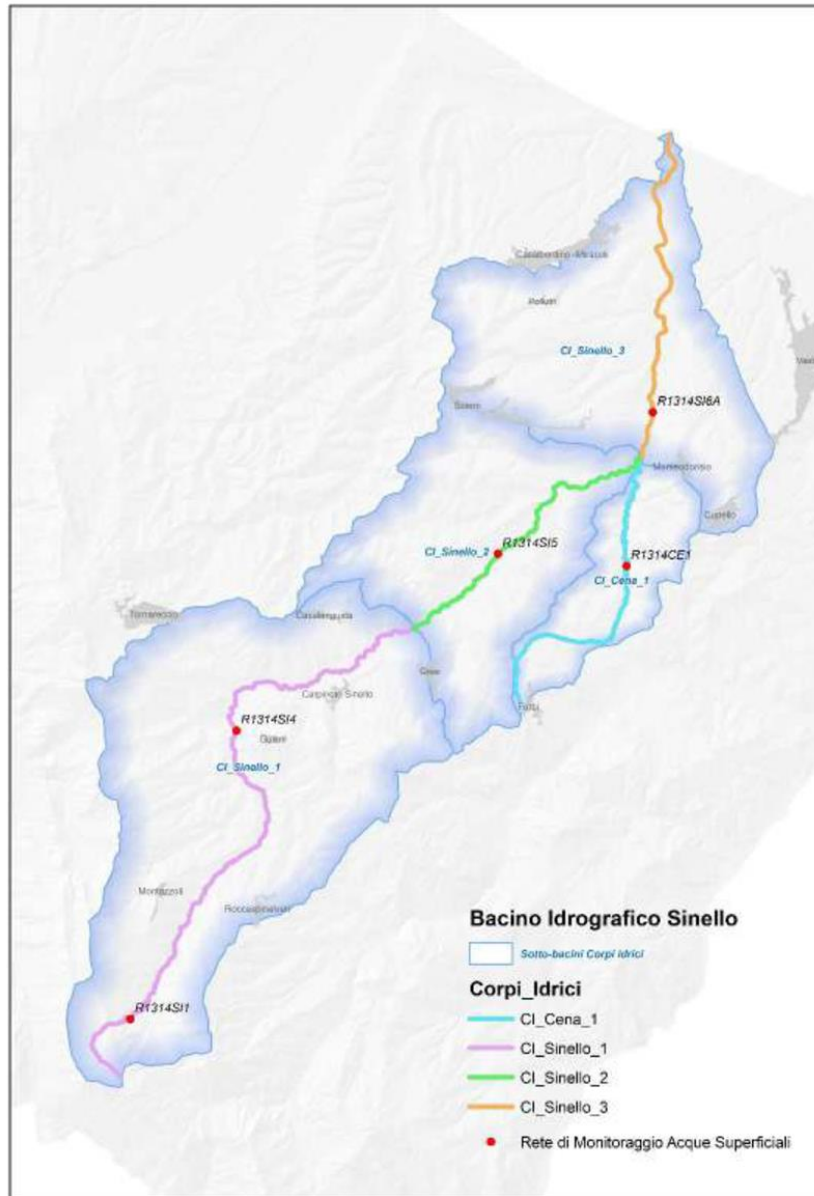 Casalbordino-Miracoli
Pollutri
CI_Sinello_3
R1314SI6A
Monteodorisio
Cupello
R1314SI5
CI_Sinello_2
R1314CE1
CI_Cena_1
Tornareccio
Casalanguida
Gissi
Carpineto Sinello
Furci
R1314SI4
CI_Sinello_1
Montazzoli
Roccaspinalveti
R1314SI1
Bacino Idrografico Sinello
Sotto-bacini Corpi idrici
Corpi_Idrici
CI_Cena_1
CI_Sinello_1
CI_Sinello_2
CI_Sinello_3
Rete di Monitoraggio Acque Superficiali